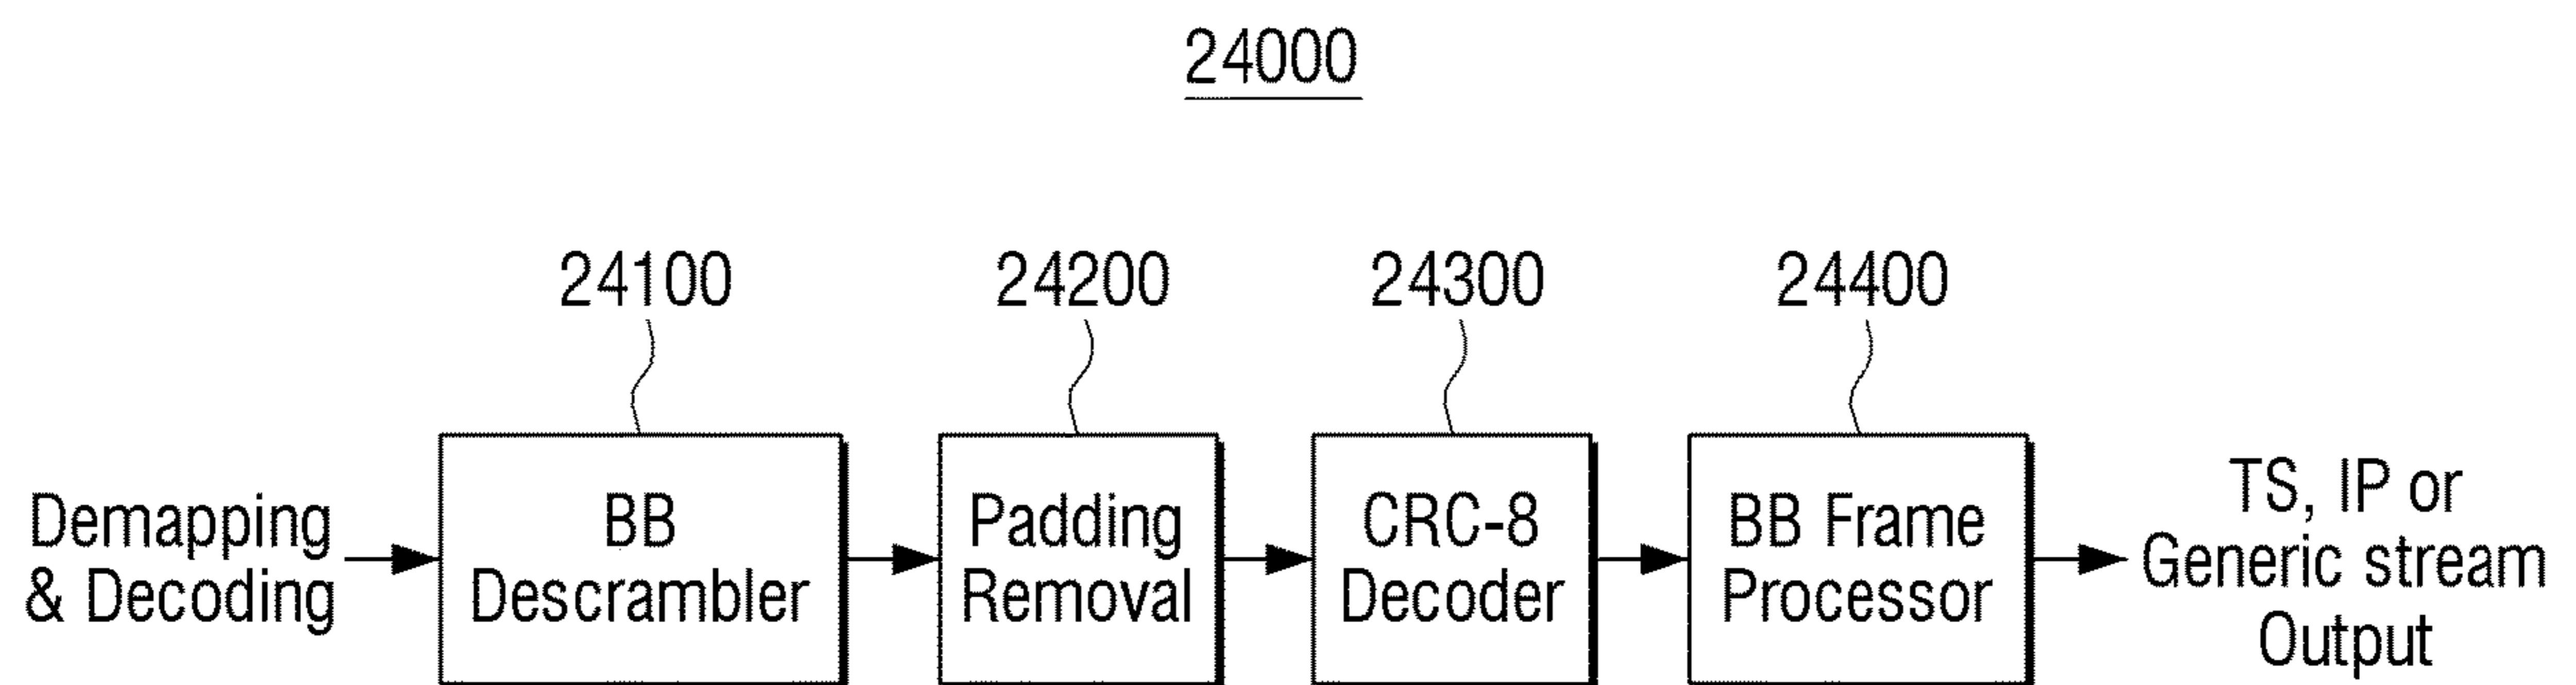 24000
24100
24200
24300
24400
Demapping
& Decoding
BB
Descrambler
Padding
Removal
CRC-8
Decoder
BB Frame
Processor
TS, IP or
Generic stream
Output